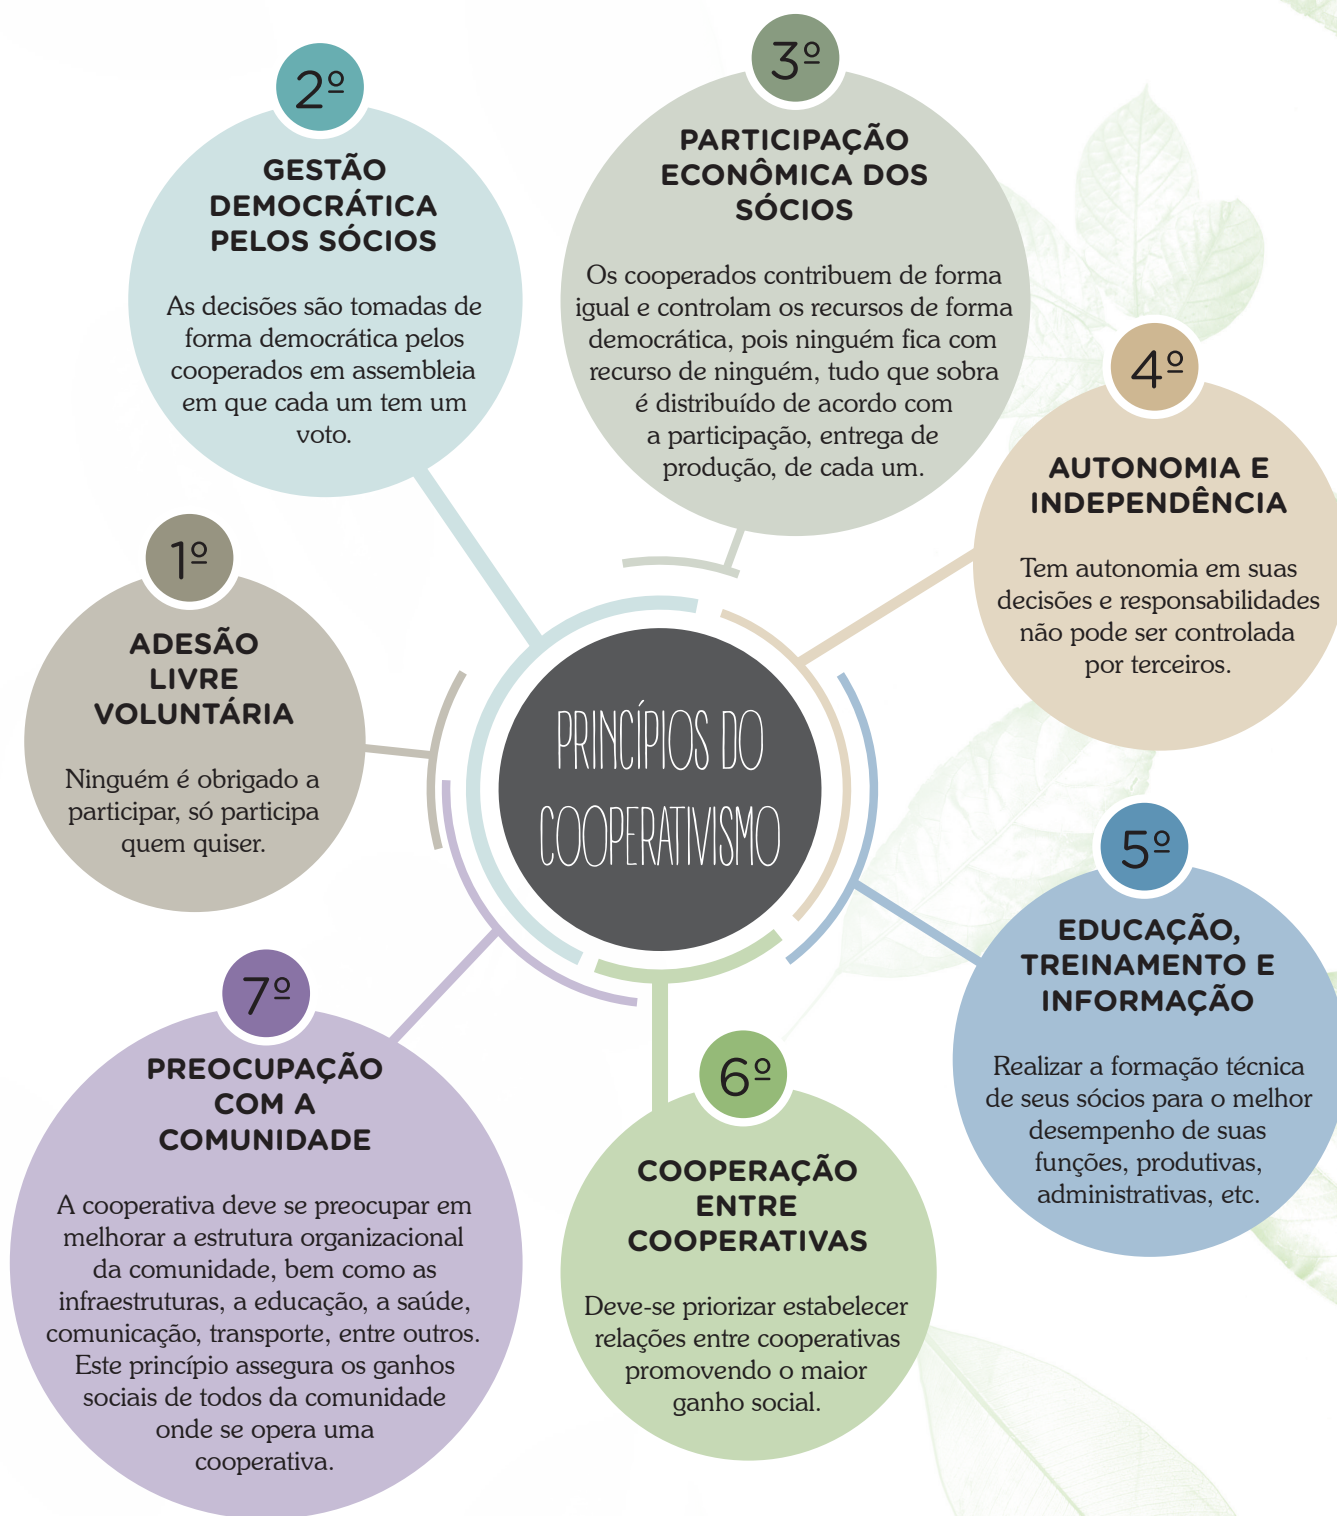 PRINCÍPIOS DO
COOPERATIVISMO
1º
ADESÃO
LIVRE
VOLUNTÁRIA
Ninguém é obrigado a
participar, só participa
quem quiser.
2º
GESTÃO
DEMOCRÁTICA
PELOS SÓCIOS
As decisões são tomadas de
forma democrática pelos
cooperados em assembleia
em que cada um tem um
voto.
3º
PARTICIPAÇÃO
ECONÔMICA DOS
SÓCIOS
Os cooperados contribuem de forma
igual e controlam os recursos de forma
democrática, pois ninguém fica com
recurso de ninguém, tudo que sobra
é distribuído de acordo com
a participação, entrega de
produção, de cada um.
4º
AUTONOMIA E
INDEPENDÊNCIA
Tem autonomia em suas
decisões e responsabilidades
não pode ser controlada
por terceiros.
5º
EDUCAÇÃO,
TREINAMENTO E
INFORMAÇÃO
Realizar a formação técnica
de seus sócios para o melhor
desempenho de suas
funções, produtivas,
administrativas, etc.
6º
COOPERAÇÃO
ENTRE
COOPERATIVAS
Deve-se priorizar estabelecer
relações entre cooperativas
promovendo o maior
ganho social.
7º
PREOCUPAÇÃO
COM A
COMUNIDADE
A cooperativa deve se preocupar em
melhorar a estrutura organizacional
da comunidade, bem como as
infraestruturas, a educação, a saúde,
comunicação, transporte, entre outros.
Este princípio assegura os ganhos
sociais de todos da comunidade
onde se opera uma
cooperativa.